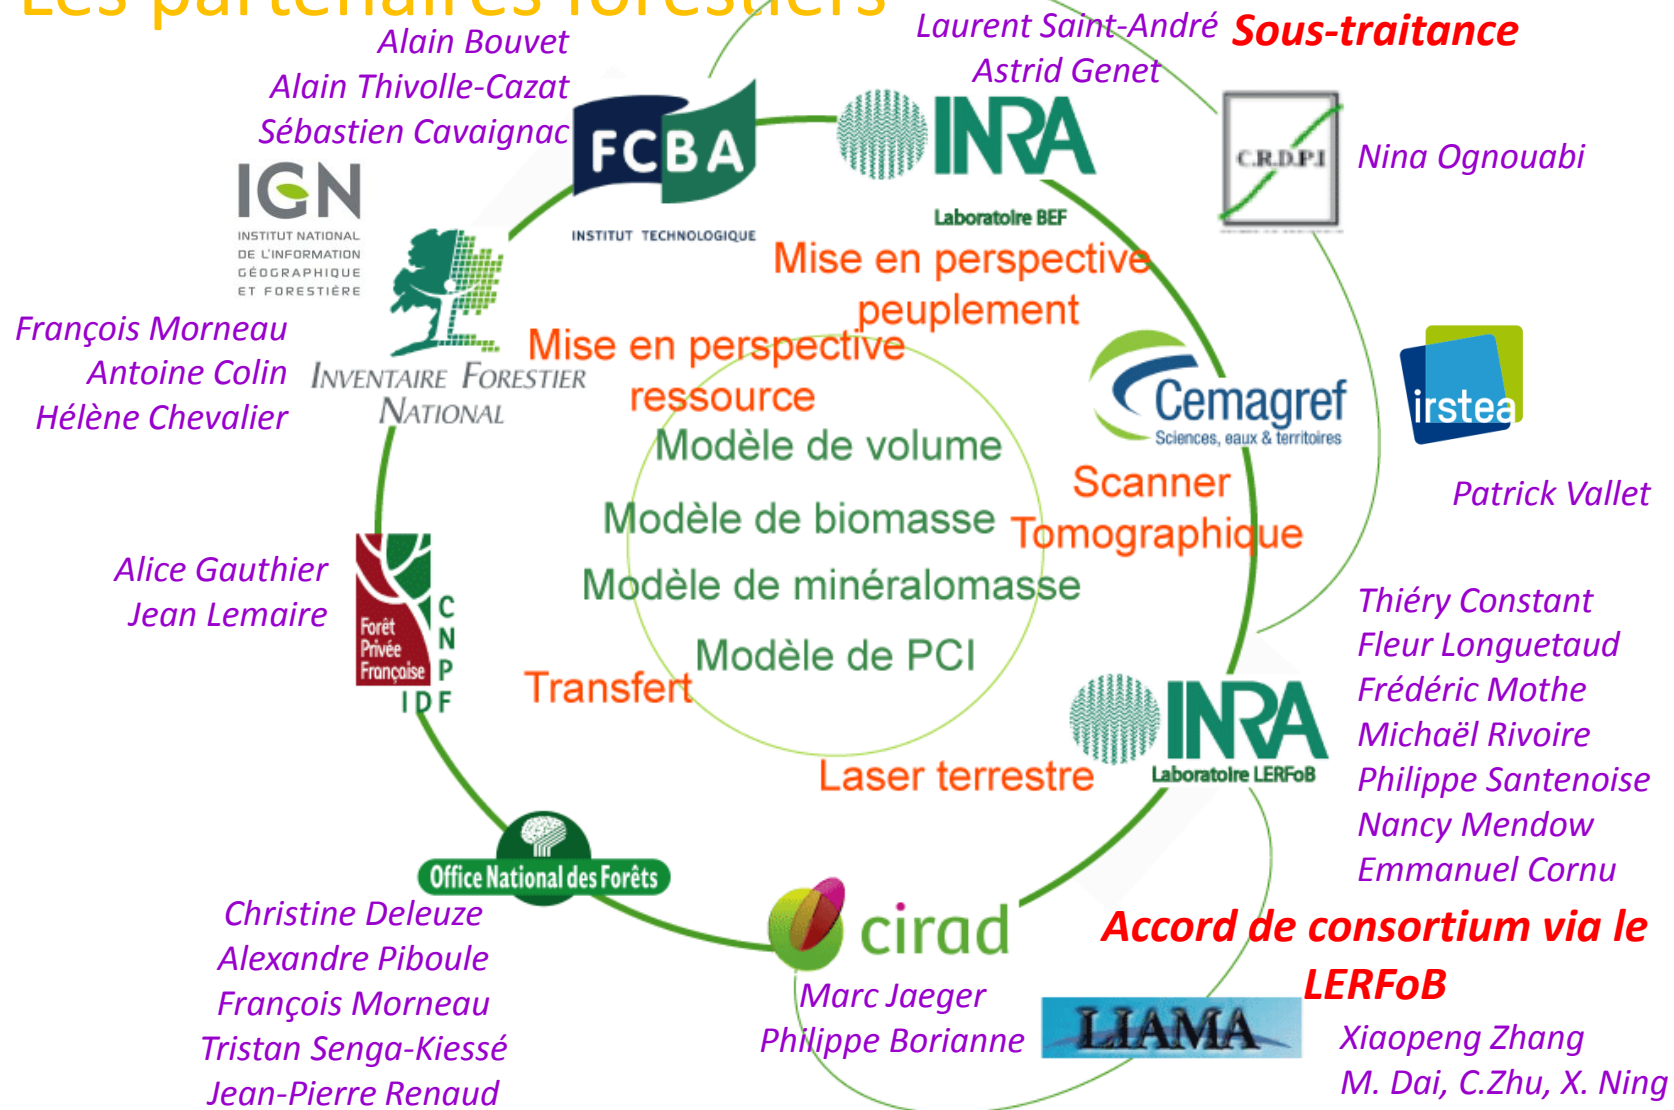 Les partenaires forestiers
Alain Bouvet
Alain Thivolle-Cazat
Sébastien Cavaignac
FCBA
INSTITUT TECHNOLOGIQUE
Laurent Saint-André
Astrid Genet
INRA
Laboratoire BEF
Sous-traitance
C.R.D.P.I
Nina Ognouabi
IGN
INSTITUT NATIONAL
DE L'INFORMATION
GÉOGRAPHIQUE
ET FORESTIÈRE
François Morneau
Antoine Colin
Hélène Chevalier
INVENTAIRE FORESTIER
NATIONAL
Mise en perspective
peuplement
Mise en perspective
ressource
Cemagref
Sciences, eaux & territoires
irstea
Patrick Vallet
Modèle de volume
Modèle de biomasse
Modèle de minéralomasse
Modèle de PCI
Scanner
Tomographique
Alice Gauthier
Jean Lemaire
Forêt
Privée
Française
CNPF
IDF
Transfert
Laser terrestre
INRA
Laboratoire LERFoB
Thiéry Constant
Fleur Longuetaud
Frédéric Mothe
Michaël Rivoire
Philippe Santenoise
Nancy Mendow
Emmanuel Cornu
Office National des Forêts
Christine Deleuze
Alexandre Piboule
François Morneau
Tristan Senga-Kiessé
Jean-Pierre Renaud
cirad
Marc Jaeger
Philippe Borianne
Accord de consortium via le
LERFoB
LIAMA
Xiaopeng Zhang
M. Dai, C.Zhu, X. Ning